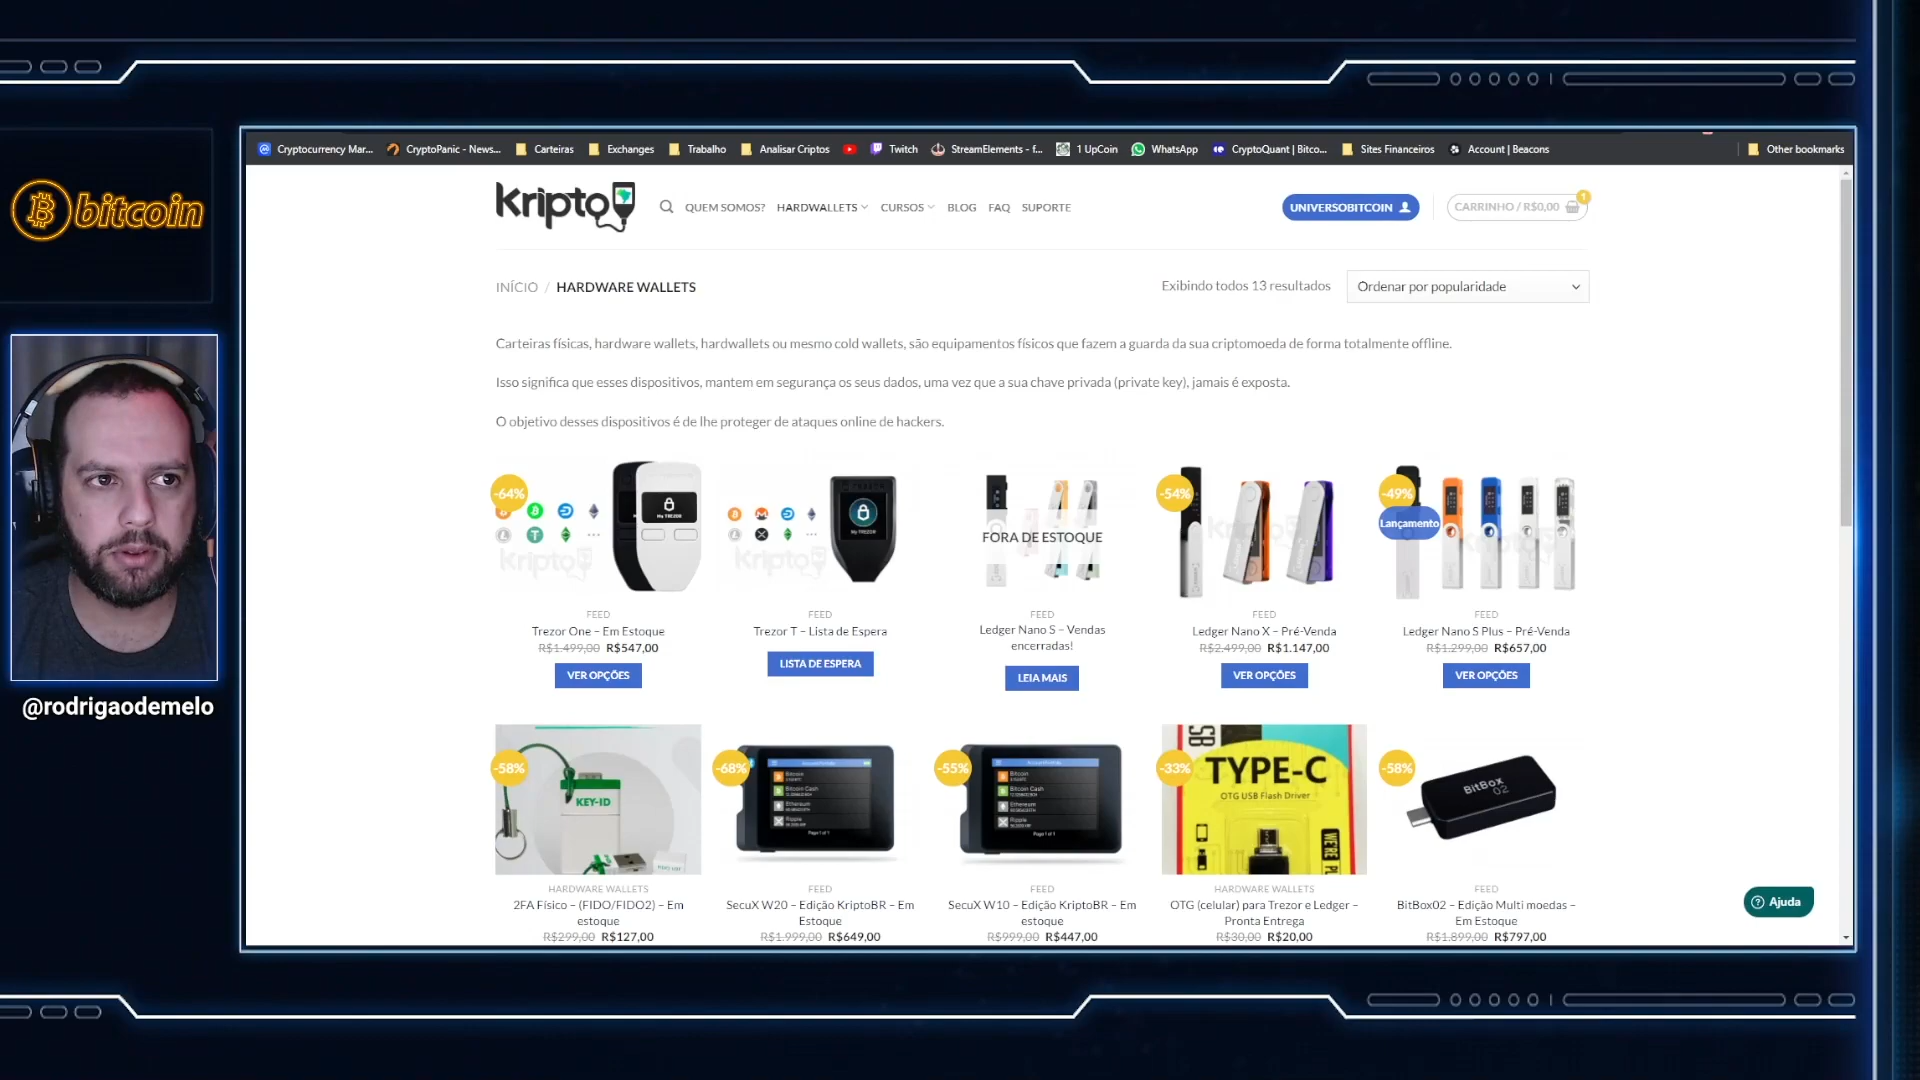 Cryptocurrency Mar...
CryptoPanic - News...
Carteiras
Exchanges
Trabalho
Analisar Criptos
Twitch
StreamElements - f...
1 UpCoin
WhatsApp
CryptoQuant | Bitco...
Sites Financeiros
Account | Beacons
Other bookmarks
bitcoin
kripto
QUEM SOMOS?
HARDWALLETS
CURSOS
BLOG
FAQ
SUPORTE
UNIVERSOBITCOIN
CARRINHO / R$0,00
1
INÍCIO / HARDWARE WALLETS
Exibindo todos 13 resultados
Ordenar por popularidade
Carteiras físicas, hardware wallets, hardwallets ou mesmo cold wallets, são equipamentos físicos que fazem a guarda da sua criptomoeda de forma totalmente offline.
Isso significa que esses dispositivos, mantem em segurança os seus dados, uma vez que a sua chave privada (private key), jamais é exposta.
O objetivo desses dispositivos é de lhe proteger de ataques online de hackers.
-64%
FEED
Trezor One – Em Estoque
R$1.499,00 R$547,00
VER OPÇÕES
FEED
Trezor T – Lista de Espera
LISTA DE ESPERA
FORA DE ESTOQUE
FEED
Ledger Nano S – Vendas
encerradas!
LEIA MAIS
-54%
FEED
Ledger Nano X – Pré-Venda
R$2.499,00 R$1.147,00
VER OPÇÕES
-49%
Lançamento
FEED
Ledger Nano S Plus – Pré-Venda
R$1.299,00 R$657,00
VER OPÇÕES
@rodrigaodemelo
-58%
KEY-ID
HARDWARE WALLETS
2FA Físico – (FIDO/FIDO2) – Em
estoque
R$299,00 R$127,00
-68%
Bitcoin
Bitcoin Cash
Ethereum
Ripple
FEED
SecuX W20 – Edição KriptoBR – Em
Estoque
R$1.999,00 R$649,00
-55%
Bitcoin
Bitcoin Cash
Ethereum
Ripple
FEED
SecuX W10 – Edição KriptoBR – Em
estoque
R$999,00 R$447,00
-33%
TYPE-C
OTG USB Flash Driver
HARDWARE WALLETS
OTG (celular) para Trezor e Ledger –
Pronta Entrega
R$30,00 R$20,00
-58%
BitBox
02
FEED
BitBox02 – Edição Multi moedas –
Em Estoque
R$1.899,00 R$797,00
Ajuda